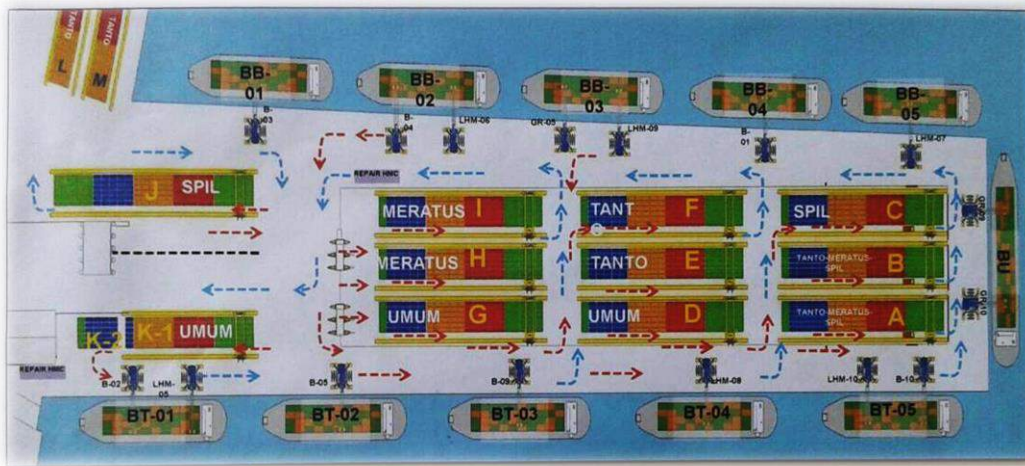 TANTO
TANTO
L
M
BB-
01
BB-
02
BB-
03
BB-
04
BB-
05
B-
03
B-
04
LHM-06
GR-05
LHM-09
B-
01
LHM-07
REPAIR HMC
J
SPIL
MERATUS
I
TANT
O
F
SPIL
C
MERATUS
H
TANTO
E
TANTO-MERATUS-
SPIL
B
UMUM
G
UMUM
D
TANTO-MERATUS-
SPIL
A
BU
GR-10
K-2
K-1
UMUM
REPAIR HMC
B-02
LHM-
05
B-05
B-09
LHM-08
LHM-10
B-10
BT-01
BT-02
BT-03
BT-04
BT-05